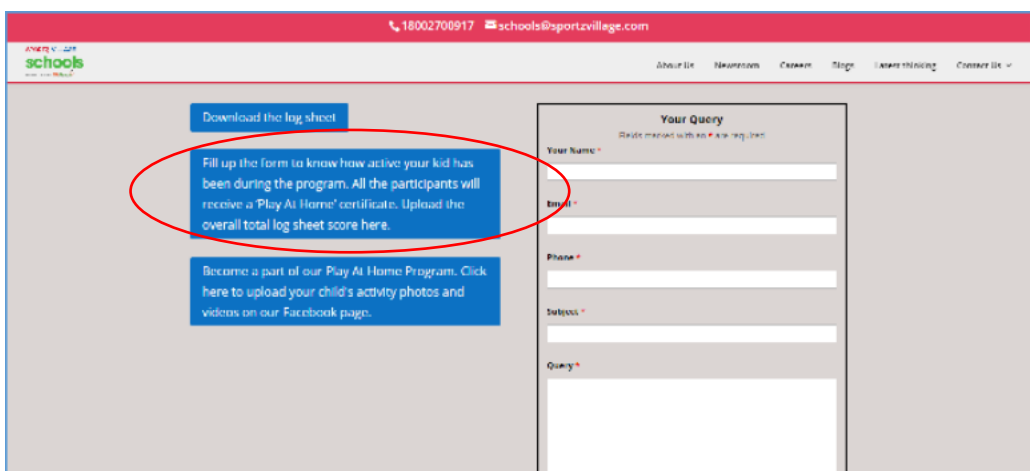 18002700917 schools@sportzvillage.com
schools
About Us Newsroom Careers Blogs Latest thinking Contact Us
Download the log sheet
Fill up the form to know how active your kid has
been during the program. All the participants will
receive a 'Play At Home' certificate. Upload the
overall total log sheet score here.
Become a part of our Play At Home Program. Click
here to upload your child's activity photos and
videos on our Facebook page.
Your Query
Fields marked with an * are required
Your Name *
Email *
Phone *
Subject *
Query *